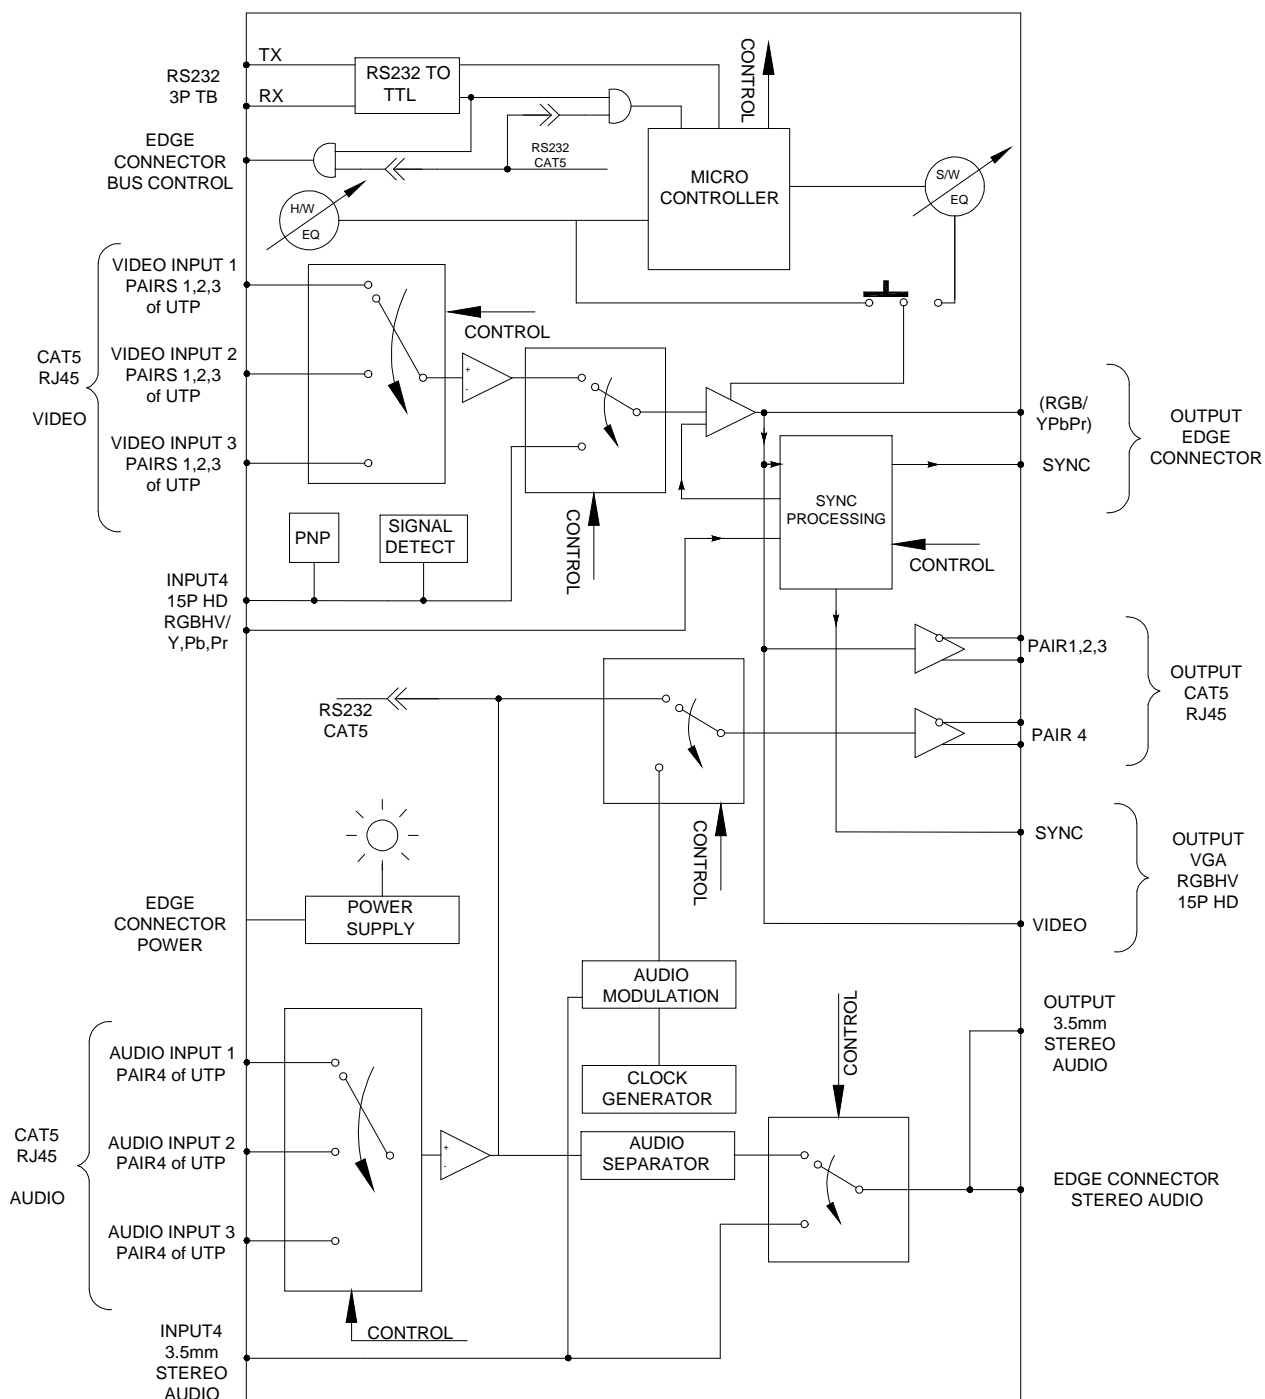 TX
RS232
3P TB
RX
RS232 TO
TTL
CONTROL
EDGE
CONNECTOR
BUS CONTROL
RS232
CAT5
MICRO
CONTROLLER
H/W
EQ
S/W
EQ
CAT5
RJ45
VIDEO
VIDEO INPUT 1
PAIRS 1,2,3
of UTP
VIDEO INPUT 2
PAIRS 1,2,3
of UTP
VIDEO INPUT 3
PAIRS 1,2,3
of UTP
CONTROL
CONTROL
(RGB/
YPbPr)
SYNC
OUTPUT
EDGE
CONNECTOR
SYNC
PROCESSING
CONTROL
PNP
SIGNAL
DETECT
INPUT4
15P HD
RGBHV/
Y,Pb,Pr
PAIR1,2,3
PAIR 4
OUTPUT
CAT5
RJ45
RS232
CAT5
CONTROL
SYNC
VIDEO
OUTPUT
VGA
RGBHV
15P HD
EDGE
CONNECTOR
POWER
POWER
SUPPLY
AUDIO
MODULATION
CLOCK
GENERATOR
AUDIO
SEPARATOR
CONTROL
OUTPUT
3.5mm
STEREO
AUDIO
EDGE CONNECTOR
STEREO AUDIO
CAT5
RJ45
AUDIO
AUDIO INPUT 1
PAIR4 of UTP
AUDIO INPUT 2
PAIR4 of UTP
AUDIO INPUT 3
PAIR4 of UTP
+
-
+
-
CONTROL
INPUT4
3.5mm
STEREO
AUDIO